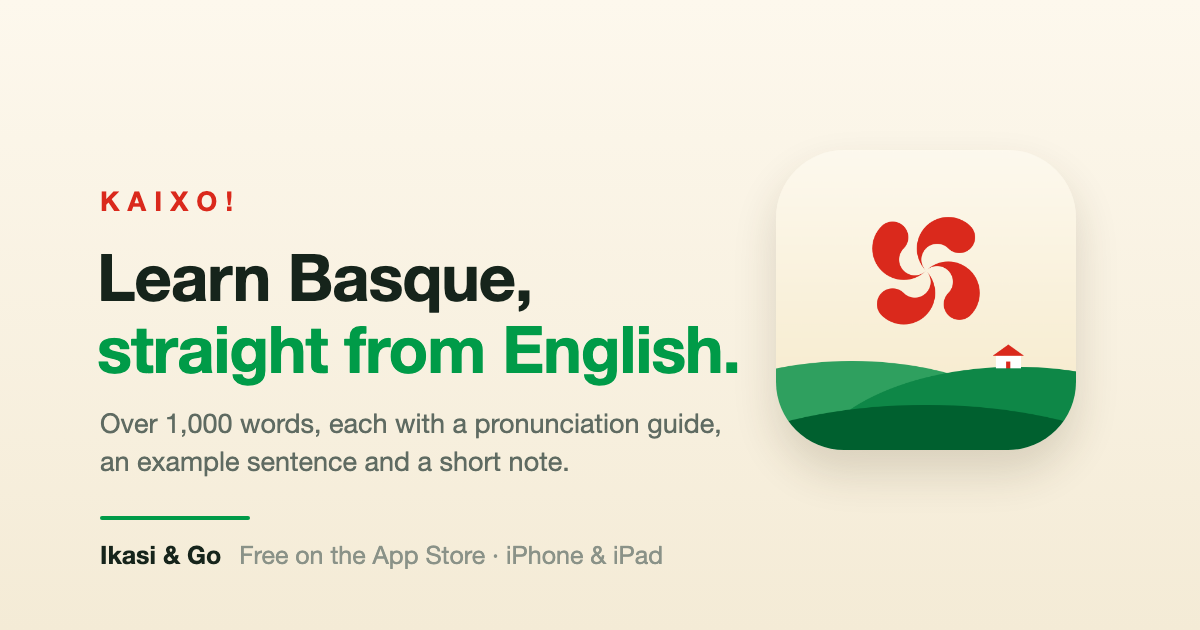 KAIXO!
Learn Basque,
straight from English.
Over 1,000 words, each with a pronunciation guide,
an example sentence and a short note.
Ikasi & Go Free on the App Store · iPhone & iPad